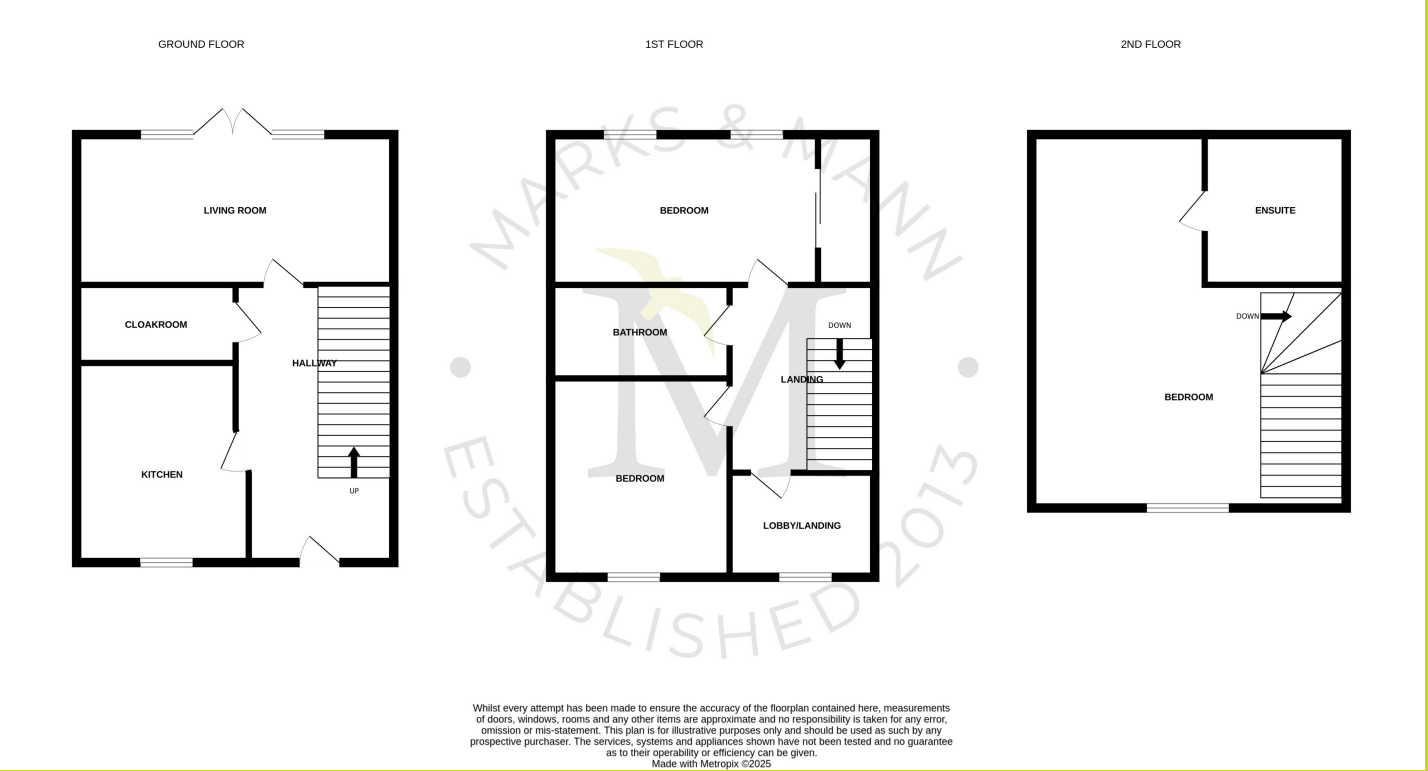 GROUND FLOOR
LIVING ROOM
CLOAKROOM
HALLWAY
KITCHEN
UP
1ST FLOOR
BEDROOM
BATHROOM
DOWN
LANDING
BEDROOM
LOBBY/LANDING
2ND FLOOR
ENSUITE
DOWN
BEDROOM
MARKS & MANN
M
ESTABLISHED 2013
Whilst every attempt has been made to ensure the accuracy of the floorplan contained here, measurements
of doors, windows, rooms and any other items are approximate and no responsibility is taken for any error,
omission or mis-statement. This plan is for illustrative purposes only and should be used as such by any
prospective purchaser. The services, systems and appliances shown have not been tested and no guarantee
as to their operability or efficiency can be given.
Made with Metropix ©2025